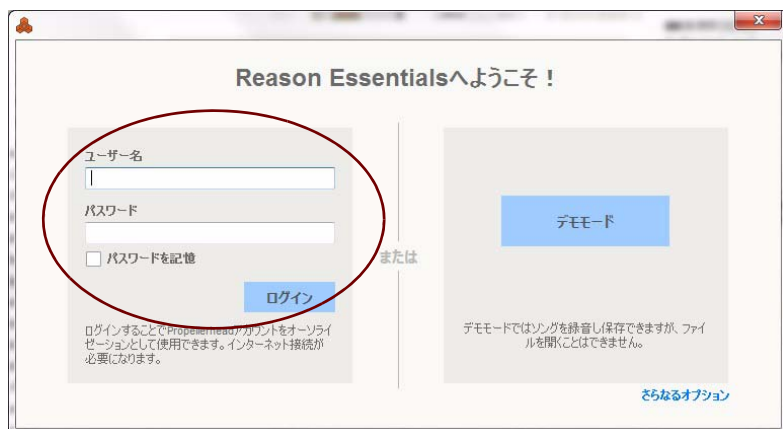 Reason Essentialsへようこそ！
ユーザー名
パスワード
パスワードを記憶
ログイン
ログインすることでPropellerheadアカウントをオーソライ
ゼーションとして使用できます。インターネット接続が
必要になります。
または
デモモード
デモモードではソングを録音し保存できますが、ファイ
ルを開くことはできません。
さらなるオプション